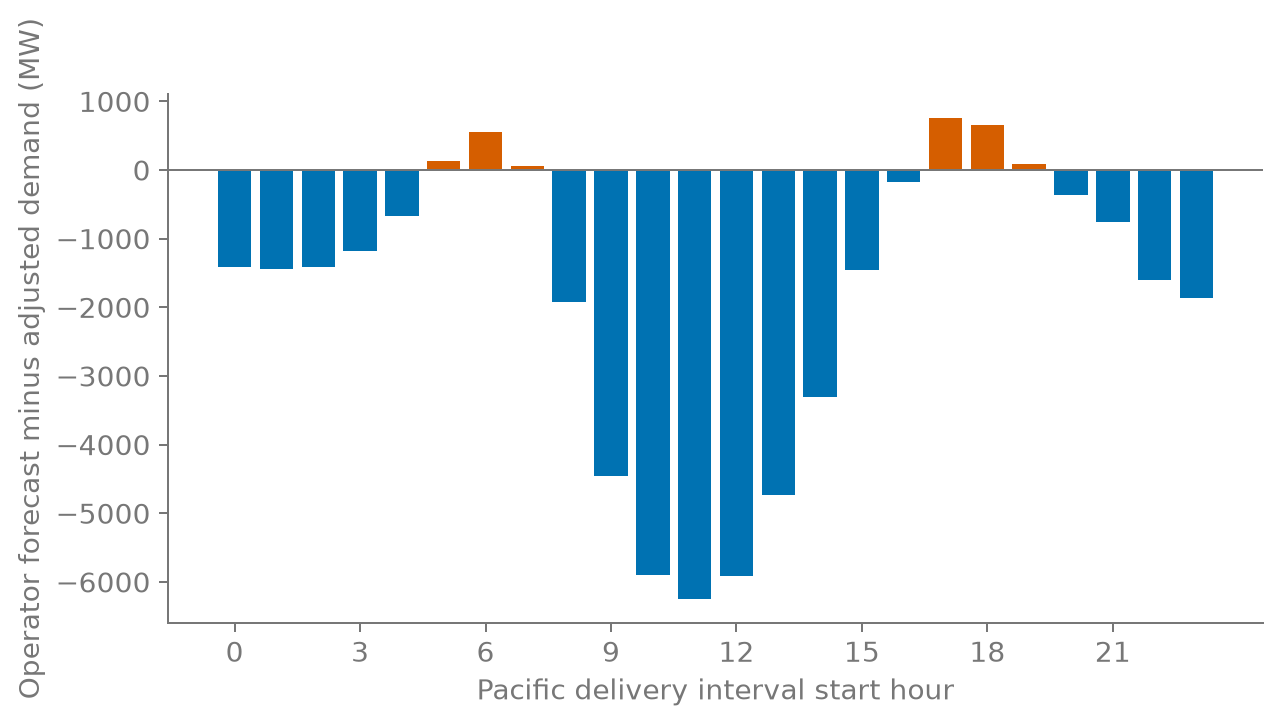 Operator forecast minus adjusted demand (MW)
1000
0
−1000
−2000
−3000
−4000
−5000
−6000
0 3 6 9 12 15 18 21
Pacific delivery interval start hour